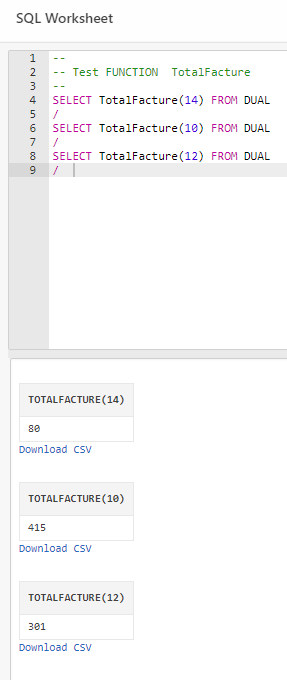 SQL Worksheet
1 --
2 -- Test FUNCTION  TotalFacture
3 --
4 SELECT TotalFacture(14) FROM DUAL
5 /
6 SELECT TotalFacture(10) FROM DUAL
7 /
8 SELECT TotalFacture(12) FROM DUAL
9 /
TOTALFACTURE(14)
80
Download CSV
TOTALFACTURE(10)
415
Download CSV
TOTALFACTURE(12)
301
Download CSV